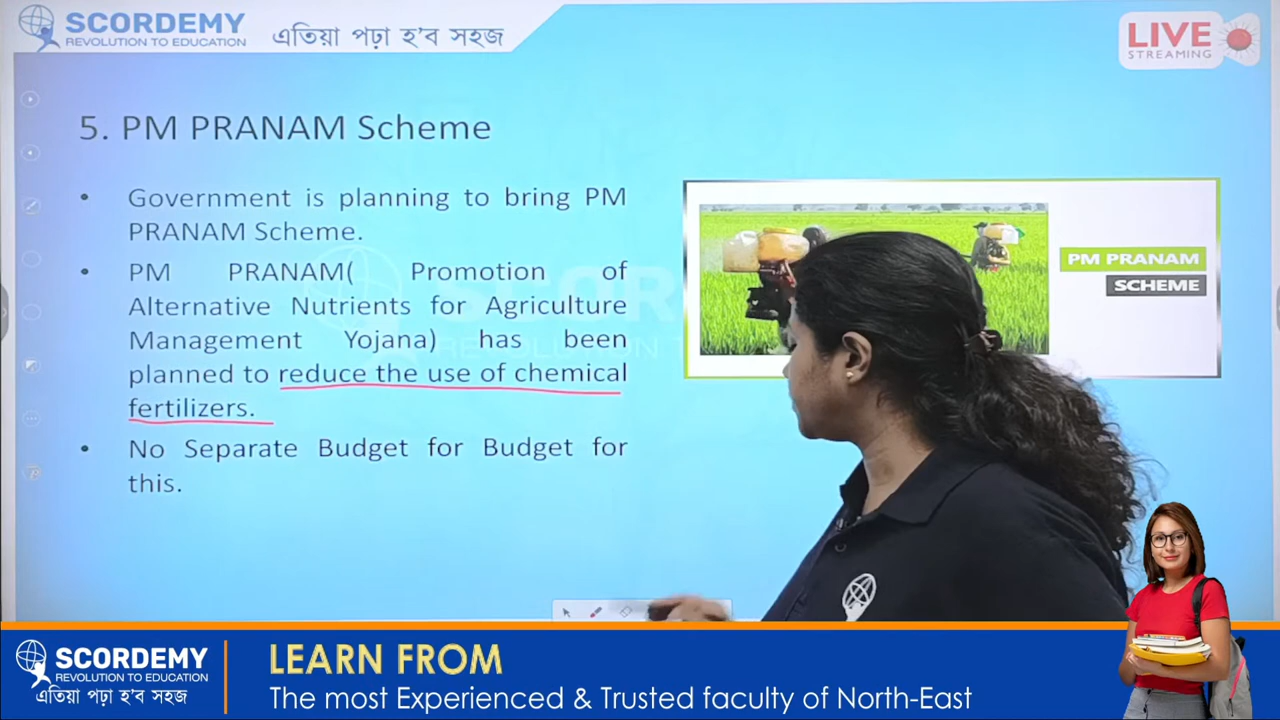 SCORDEMY
REVOLUTION TO EDUCATION
এতিয়া পঢ়া হ'ব সহজ
LIVE
STREAMING
5. PM PRANAM Scheme
• Government is planning to bring PM
PRANAM Scheme.
• PM PRANAM( Promotion of
Alternative Nutrients for Agriculture
Management Yojana) has been
planned to reduce the use of chemical
fertilizers.
• No Separate Budget for Budget for
this.
PM PRANAM
SCHEME
SCORDEMY
REVOLUTION TO EDUCATION
এতিয়া পঢ়া হ'ব সহজ
LEARN FROM
The most Experienced & Trusted faculty of North-East